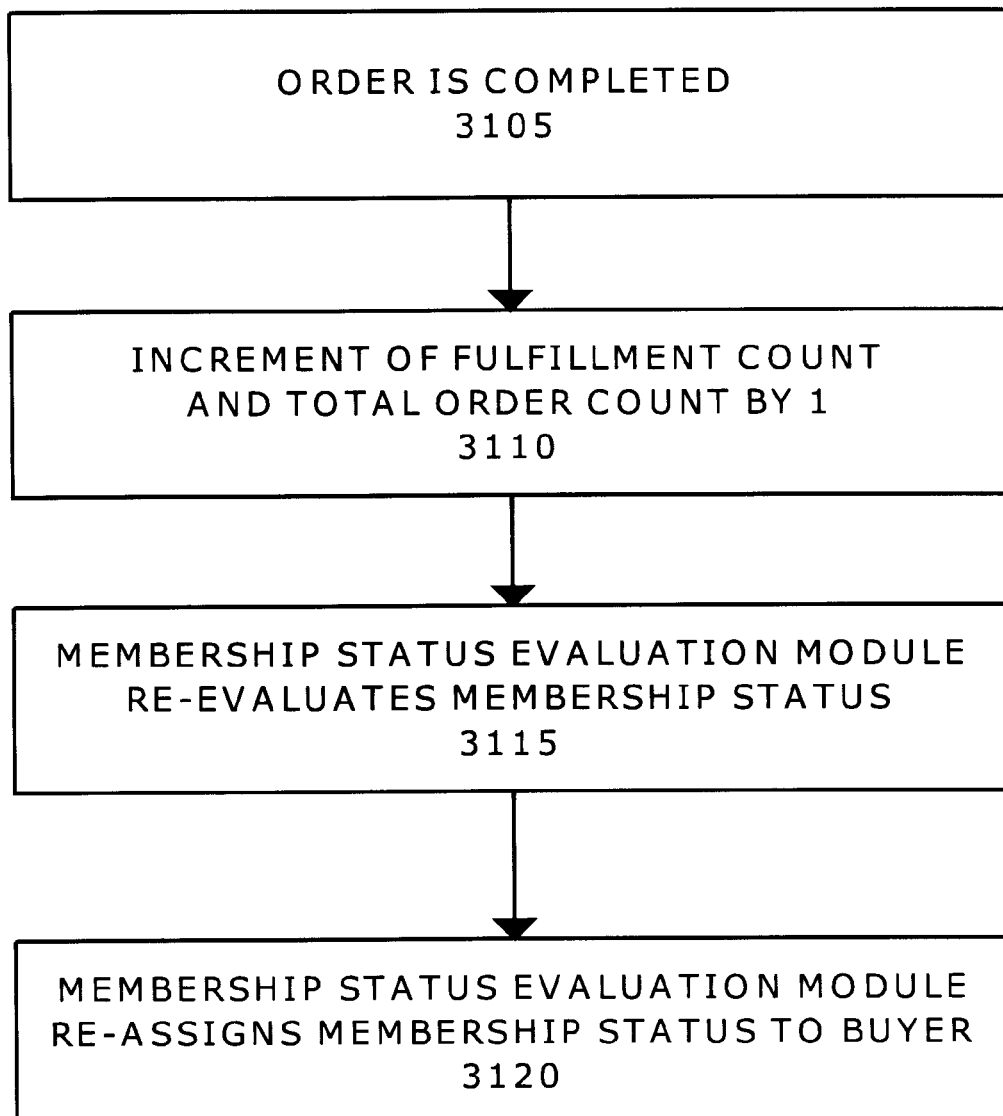 ORDER IS COMPLETED
3105
INCREMENT OF FULFILLMENT COUNT
AND TOTAL ORDER COUNT BY 1
3110
MEMBERSHIP STATUS EVALUATION MODULE
RE-EVALUATES MEMBERSHIP STATUS
3115
MEMBERSHIP STATUS EVALUATION MODULE
RE-ASSIGNS MEMBERSHIP STATUS TO BUYER
3120